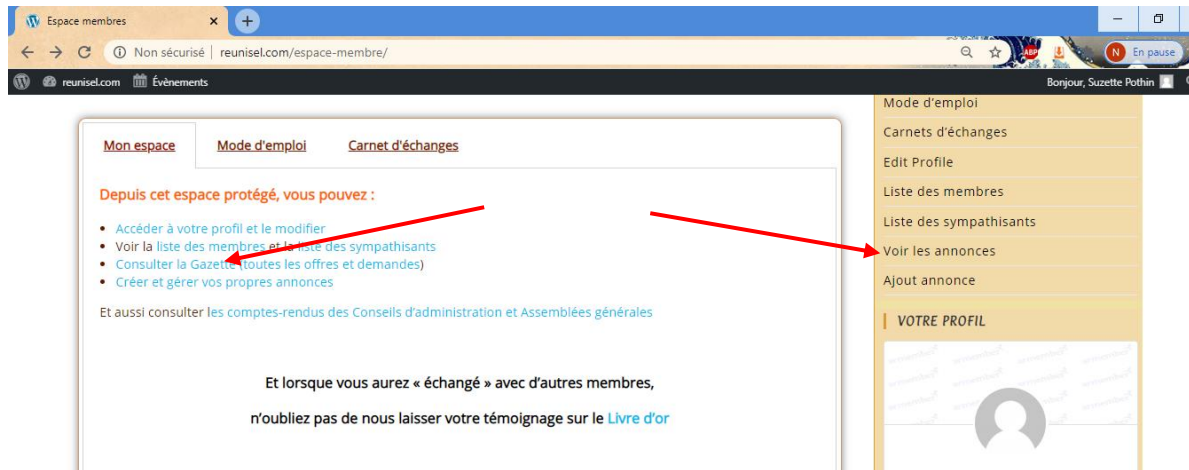 Espace membres
Non sécurisé | reunisel.com/espace-membre/
ABP
N En pause
reunisel.com Évènements
Bonjour, Suzette Pothin
Mon espace Mode d'emploi Carnet d'échanges
Depuis cet espace protégé, vous pouvez :
• Accéder à votre profil et le modifier
• Voir la liste des membres et la liste des sympathisants
• Consulter la Gazette (toutes les offres et demandes)
• Créer et gérer vos propres annonces
Et aussi consulter les comptes-rendus des Conseils d'administration et Assemblées générales
Et lorsque vous aurez « échangé » avec d'autres membres,
n'oubliez pas de nous laisser votre témoignage sur le Livre d'or
Mode d'emploi
Carnets d'échanges
Edit Profile
Liste des membres
Liste des sympathisants
Voir les annonces
Ajout annonce
VOTRE PROFIL